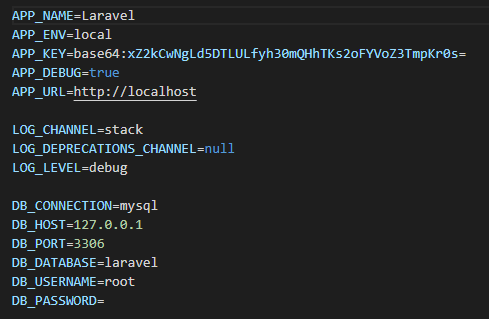 APP_NAME=Laravel
APP_ENV=local
APP_KEY=base64:xZ2kCwNgLd5DTLULfyh30mQHhTKs2oFYVoZ3TmpKr0s=
APP_DEBUG=true
APP_URL=http://localhost
LOG_CHANNEL=stack
LOG_DEPRECATIONS_CHANNEL=null
LOG_LEVEL=debug
DB_CONNECTION=mysql
DB_HOST=127.0.0.1
DB_PORT=3306
DB_DATABASE=laravel
DB_USERNAME=root
DB_PASSWORD=